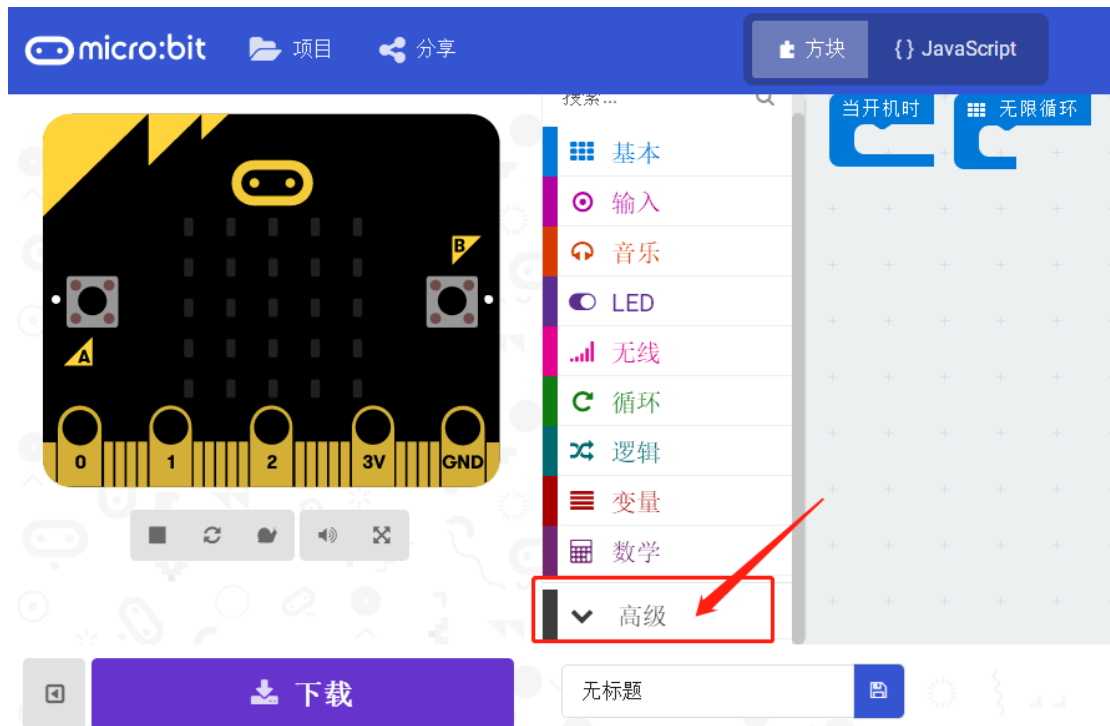 micro:bit 项目 分享 方块 {} JavaScript
搜索...
当开机时 无限循环
基本
输入
音乐
LED
无线
循环
逻辑
变量
数学
高级
B
A
0 1 2 3V GND
下载 无标题